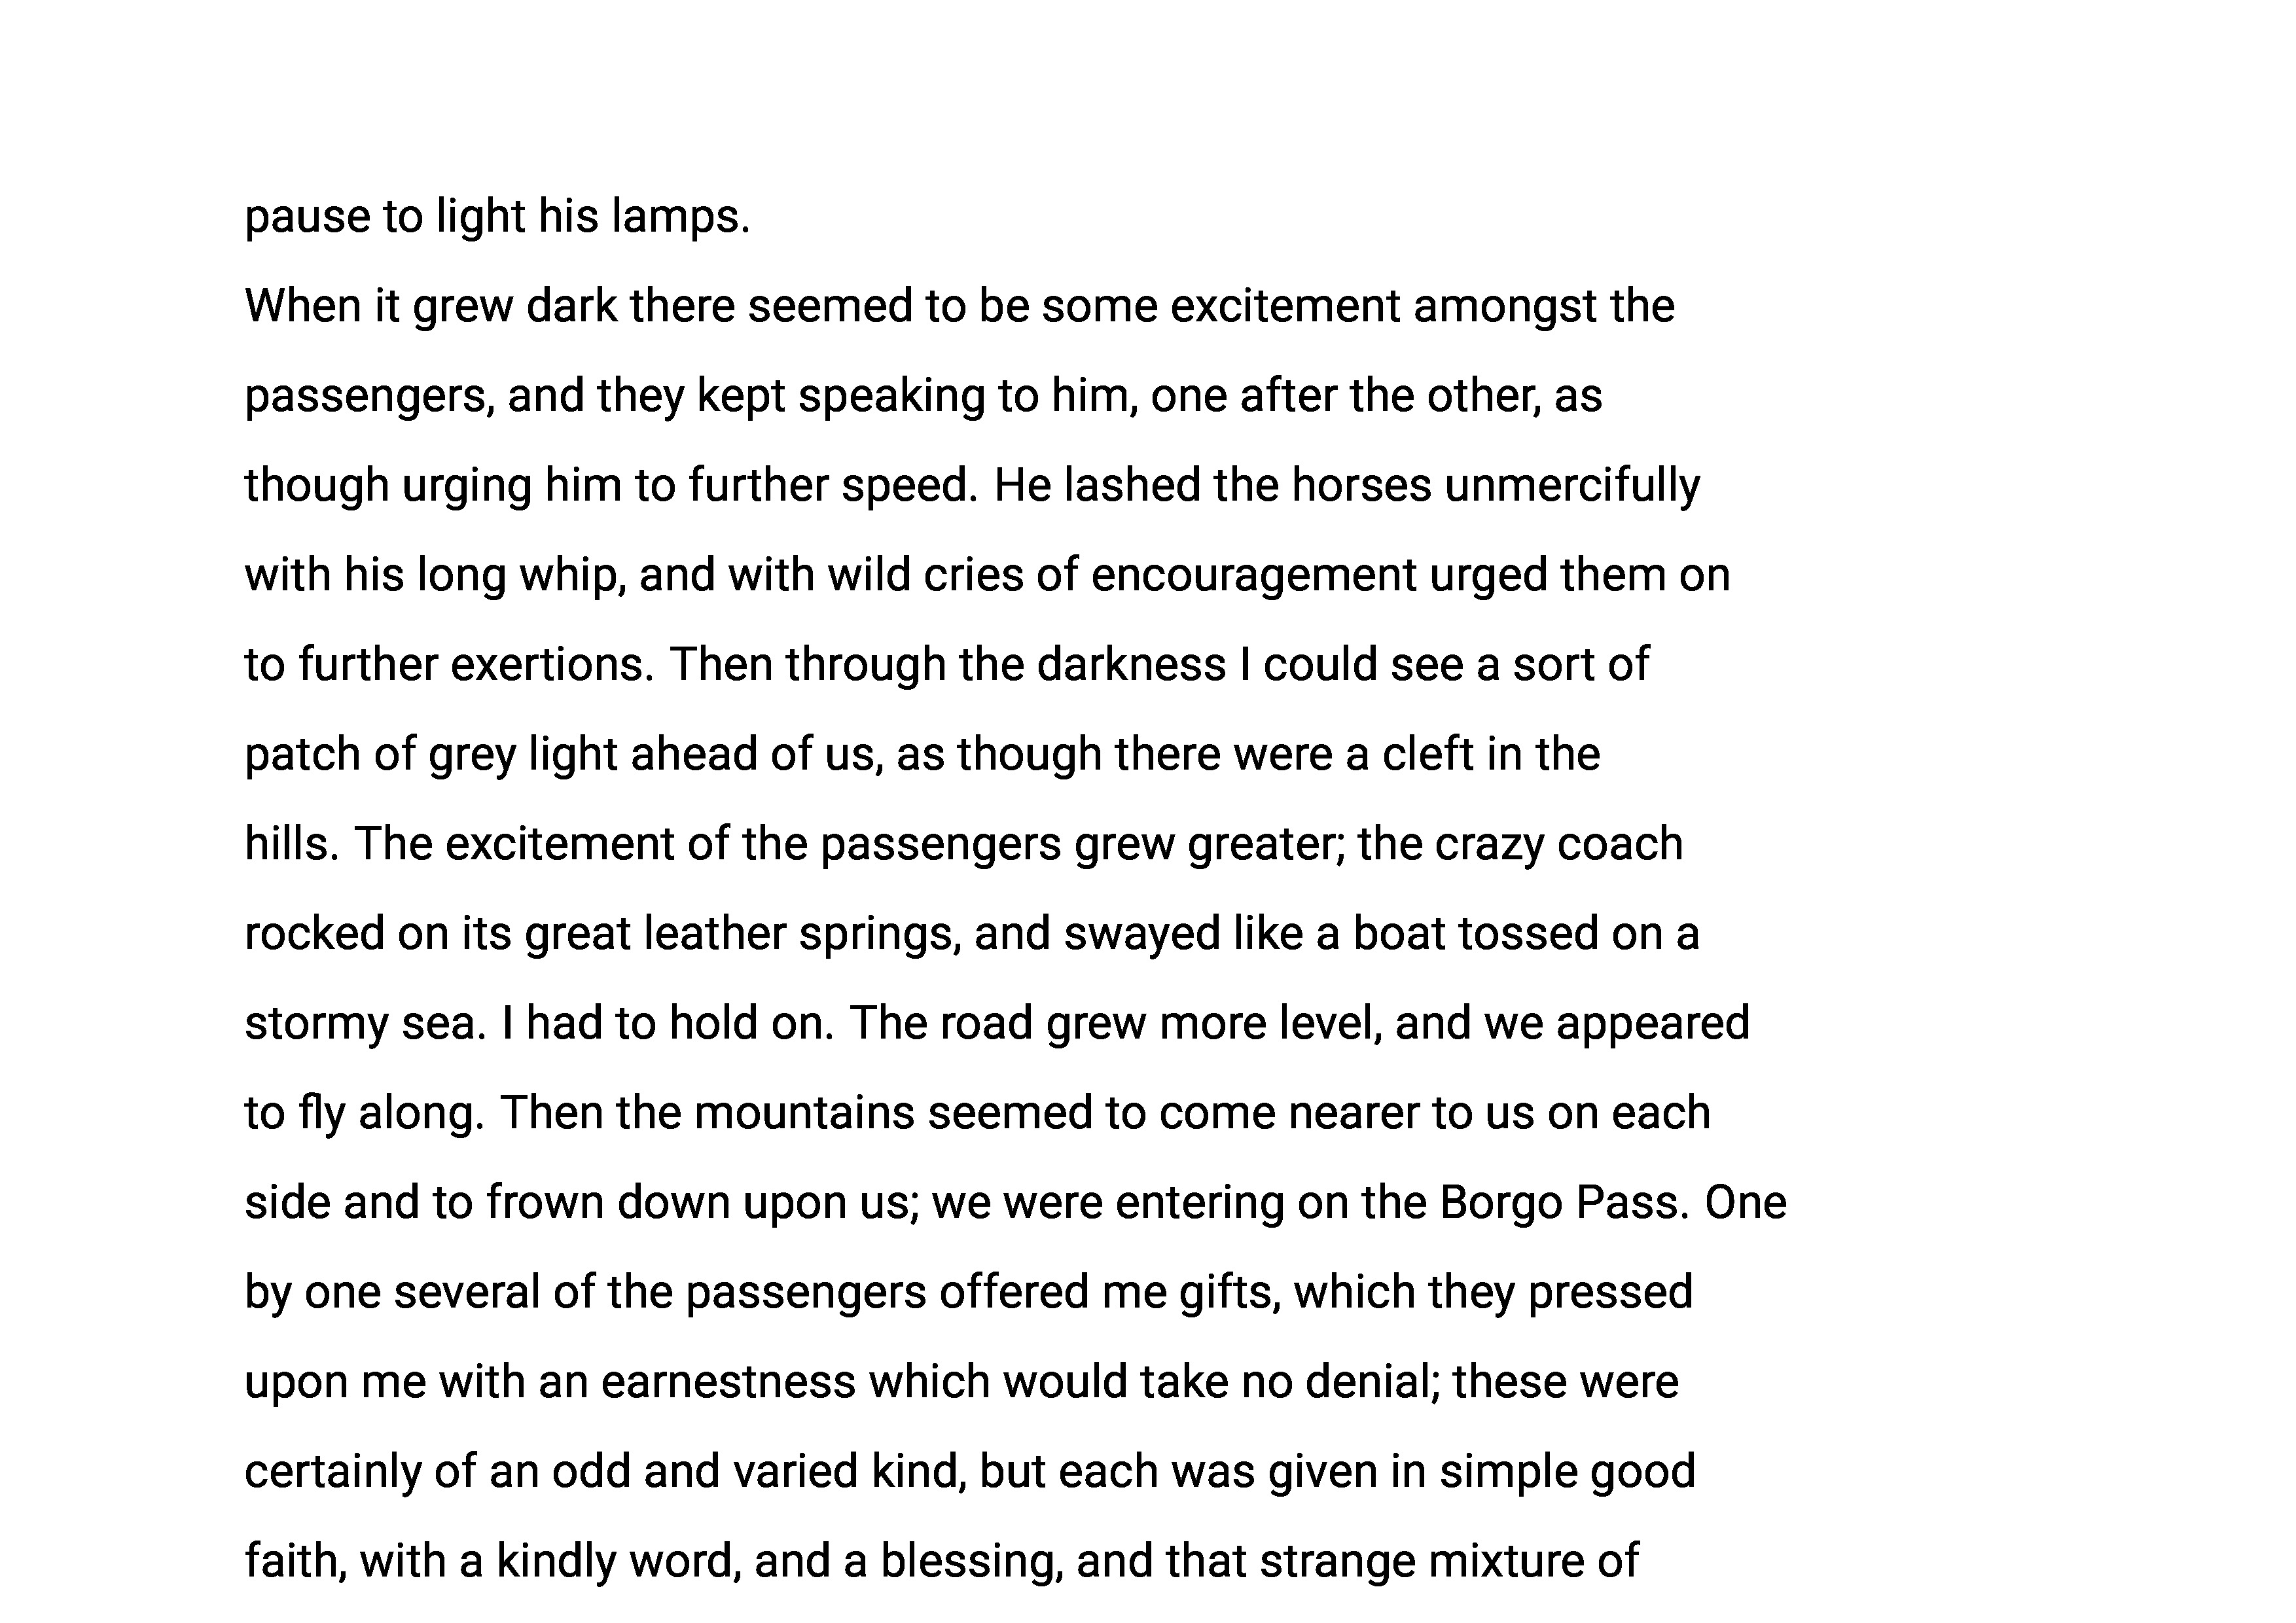 pause to light his lamps.
When it grew dark there seemed to be some excitement amongst the
passengers, and they kept speaking to him, one after the other, as
though urging him to further speed. He lashed the horses unmercifully
with his long whip, and with wild cries of encouragement urged them on
to further exertions. Then through the darkness I could see a sort of
patch of grey light ahead of us, as though there were a cleft in the
hills. The excitement of the passengers grew greater; the crazy coach
rocked on its great leather springs, and swayed like a boat tossed on a
stormy sea. I had to hold on. The road grew more level, and we appeared
to fly along. Then the mountains seemed to come nearer to us on each
side and to frown down upon us; we were entering on the Borgo Pass. One
by one several of the passengers offered me gifts, which they pressed
upon me with an earnestness which would take no denial; these were
certainly of an odd and varied kind, but each was given in simple good
faith, with a kindly word, and a blessing, and that strange mixture of